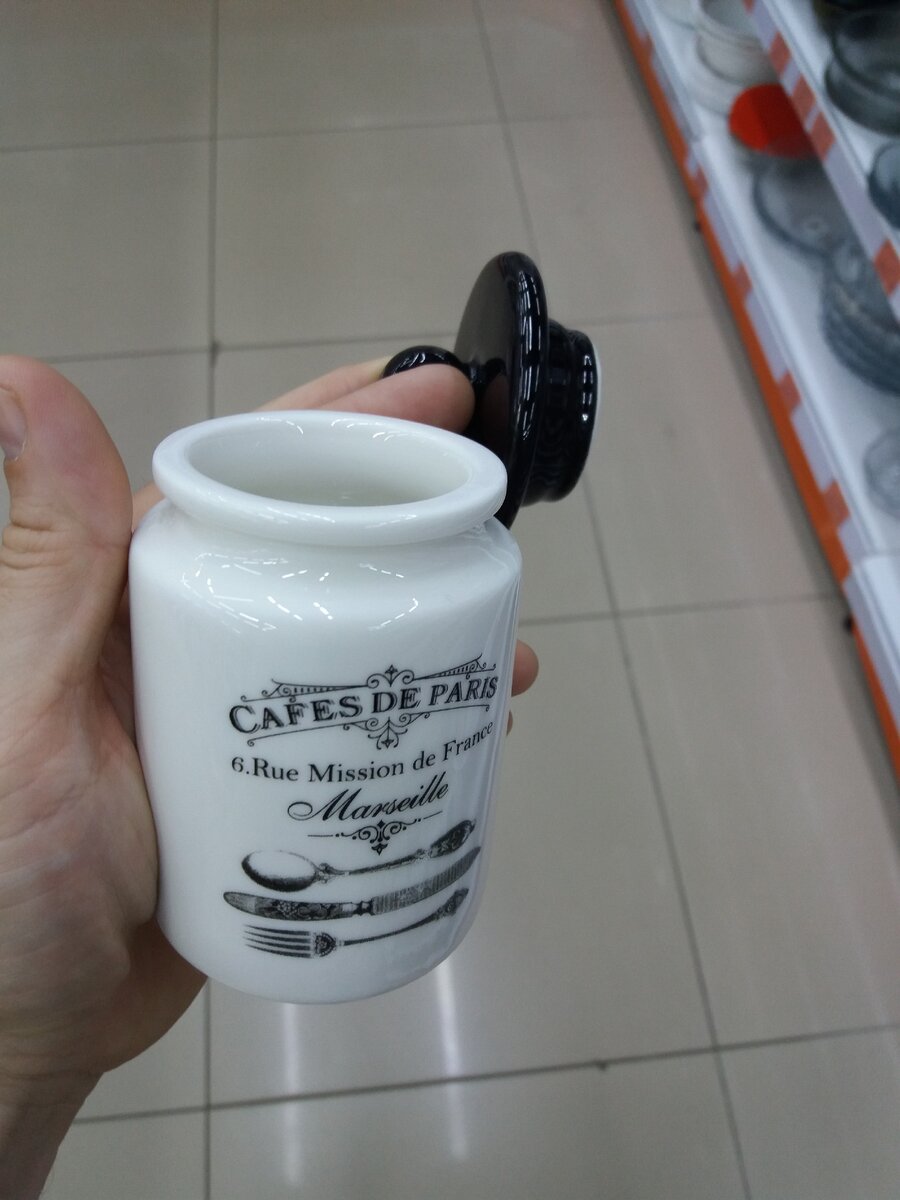 CAFES DE PARIS
6.Rue Mission de France
Marseille